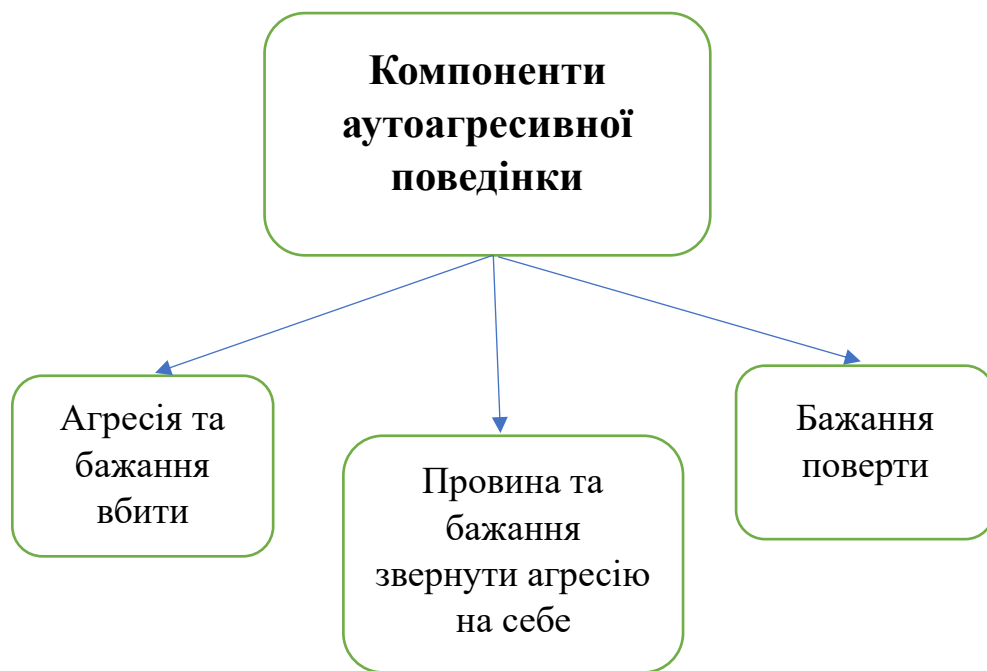 Компоненти
аутоагресивної
поведінки
Агресія та
бажання
вбити
Провина та
бажання
звернути агресію
на себе
Бажання
поверти